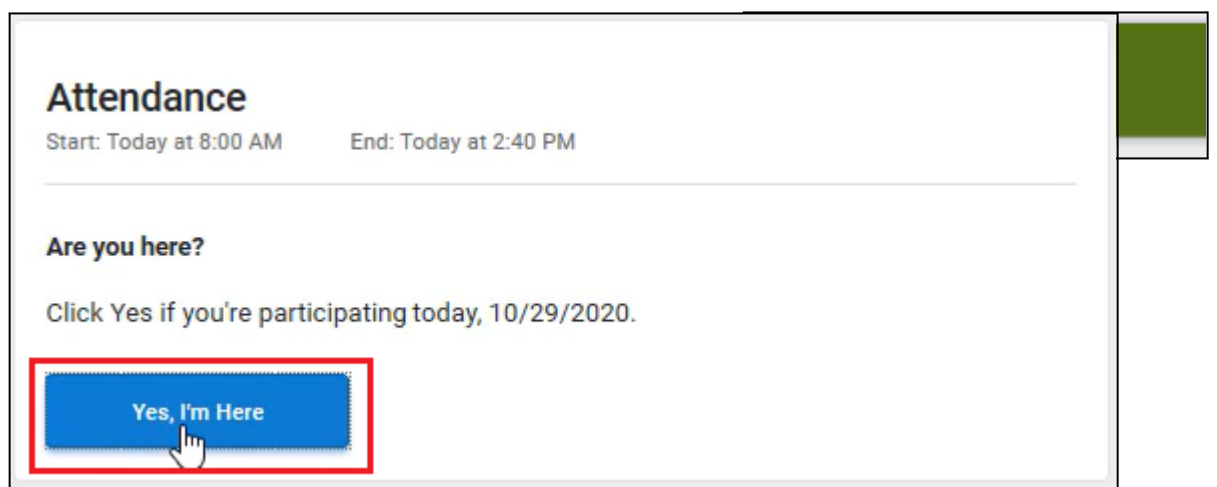 Attendance
Start: Today at 8:00 AM End: Today at 2:40 PM
Are you here?
Click Yes if you're participating today, 10/29/2020.
Yes, I'm Here